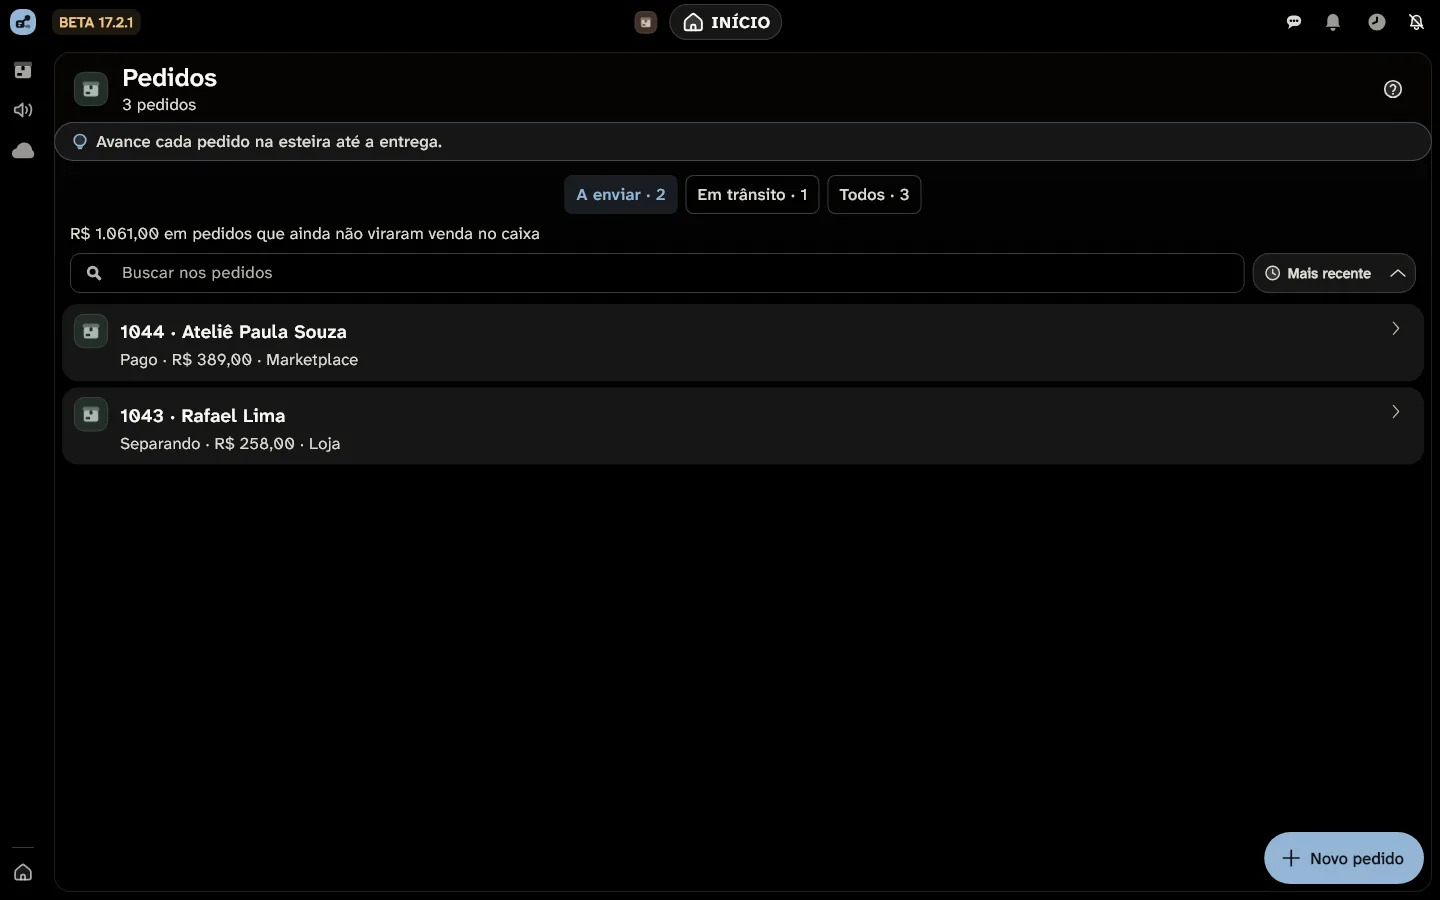 BETA 17.2.1
INÍCIO
Pedidos
3 pedidos
Avance cada pedido na esteira até a entrega.
A enviar · 2
Em trânsito · 1
Todos · 3
R$ 1.061,00 em pedidos que ainda não viraram venda no caixa
Buscar nos pedidos
Mais recente
1044 · Ateliê Paula Souza
Pago · R$ 389,00 · Marketplace
1043 · Rafael Lima
Separando · R$ 258,00 · Loja
Novo pedido